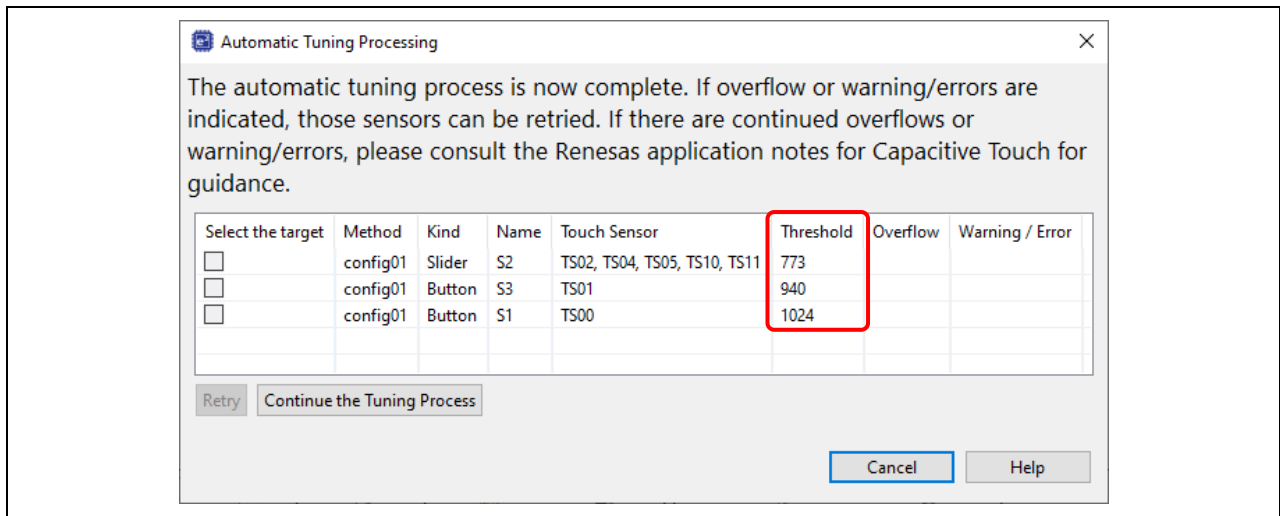 Automatic Tuning Processing
The automatic tuning process is now complete. If overflow or warning/errors are
indicated, those sensors can be retried. If there are continued overflows or
warning/errors, please consult the Renesas application notes for Capacitive Touch for
guidance.
Select the target Method Kind Name Touch Sensor Threshold Overflow Warning / Error
config01 Slider S2 TS02, TS04, TS05, TS10, TS11 773
config01 Button S3 TS01 940
config01 Button S1 TS00 1024
Retry Continue the Tuning Process
Cancel Help